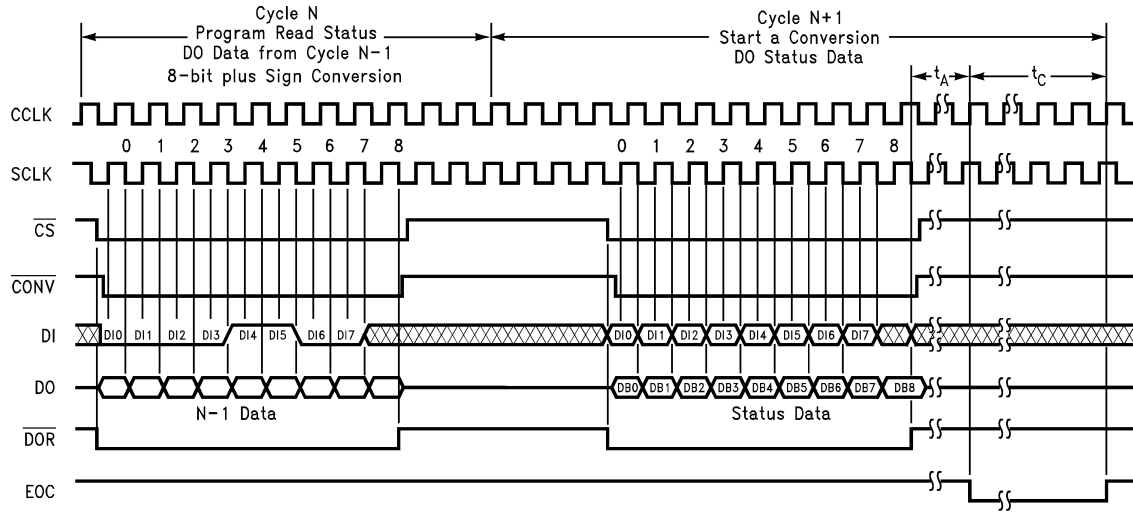 Cycle N
Program Read Status
DO Data from Cycle N-1
8-bit plus Sign Conversion
Cycle N+1
Start a Conversion
DO Status Data
tA
tC
CCLK
0 1 2 3 4 5 6 7 8 0 1 2 3 4 5 6 7 8
SCLK
CS
CONV
DI DI0 DI1 DI2 DI3 DI4 DI5 DI6 DI7 DI0 DI1 DI2 DI3 DI4 DI5 DI6 DI7
DO DB0 DB1 DB2 DB3 DB4 DB5 DB6 DB7 DB8
N-1 Data Status Data
DOR
EOC